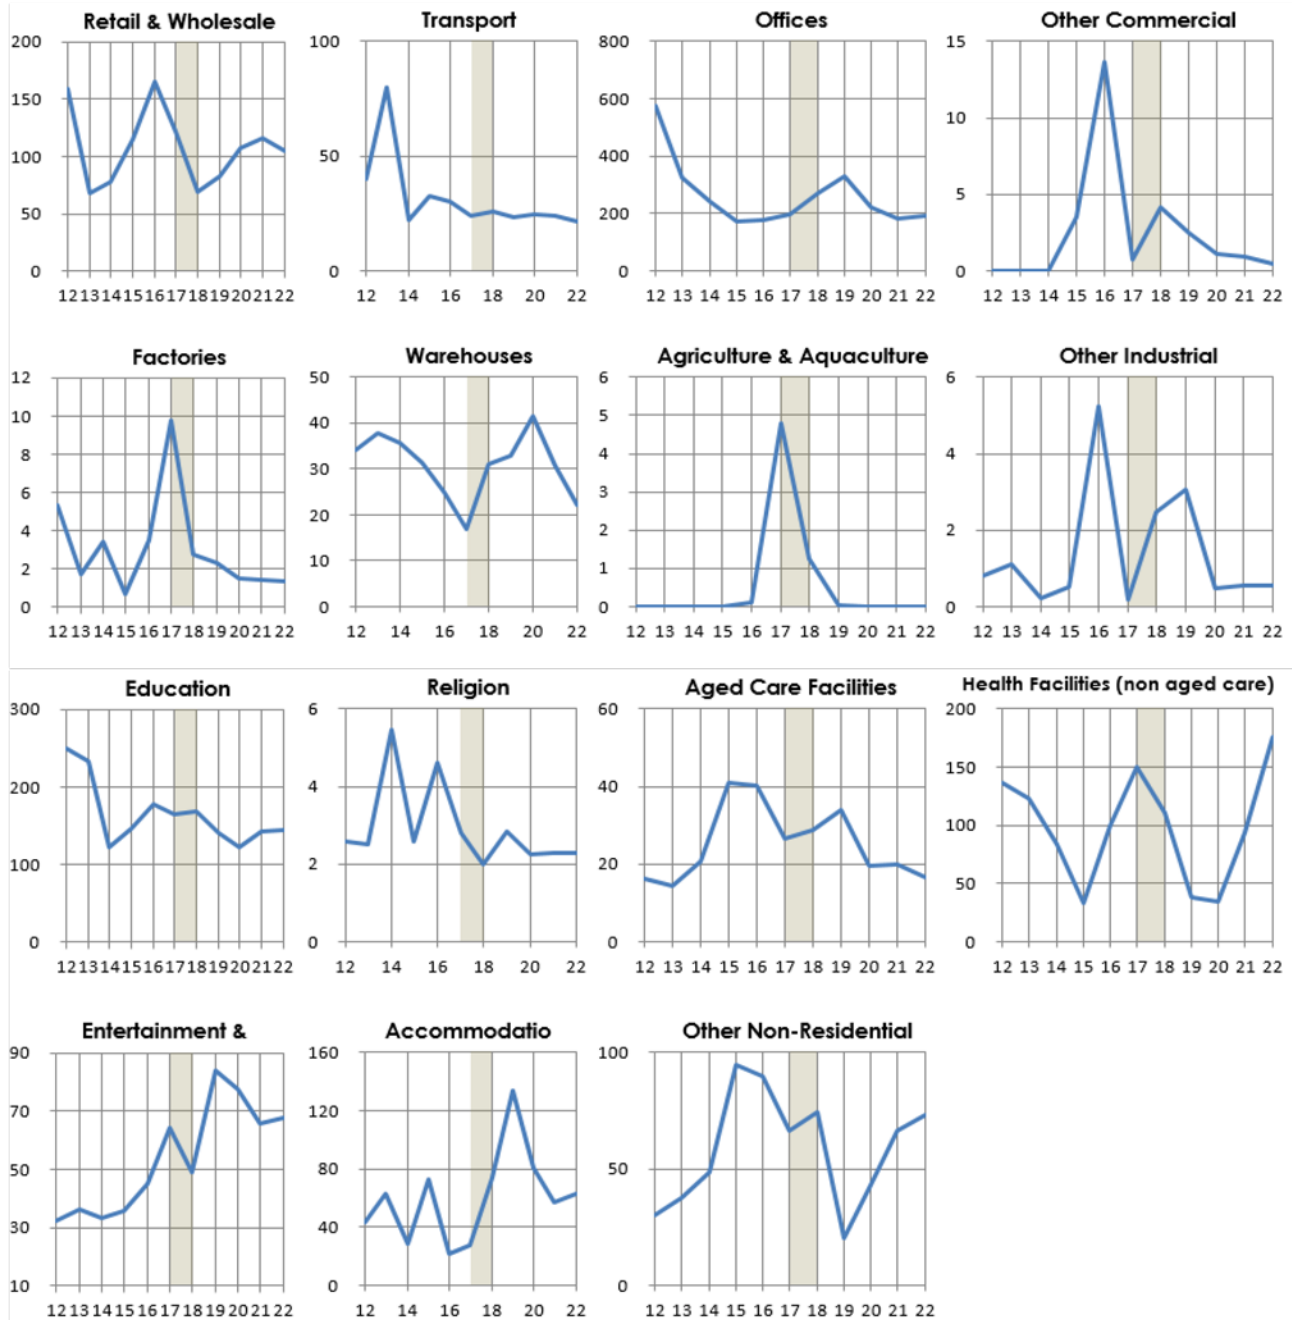 Retail & Wholesale
200
150
100
50
0
12 13 14 15 16 17 18 19 20 21 22
Transport
100
50
0
12 14 16 18 20 22
Offices
800
600
400
200
0
12 13 14 15 16 17 18 19 20 21 22
Other Commercial
15
10
5
0
12 13 14 15 16 17 18 19 20 21 22
Factories
12
10
8
6
4
2
0
12 13 14 15 16 17 18 19 20 21 22
Warehouses
50
40
30
20
10
0
12 14 16 18 20 22
Agriculture & Aquaculture
6
5
4
3
2
1
0
12 13 14 15 16 17 18 19 20 21 22
Other Industrial
6
4
2
0
12 13 14 15 16 17 18 19 20 21 22
Education
300
200
100
0
12 13 14 15 16 17 18 19 20 21 22
Religion
6
4
2
0
12 14 16 18 20 22
Aged Care Facilities
60
40
20
0
12 13 14 15 16 17 18 19 20 21 22
Health Facilities (non aged care)
200
150
100
50
0
12 13 14 15 16 17 18 19 20 21 22
Entertainment &
90
70
50
30
10
12 13 14 15 16 17 18 19 20 21 22
Accommodatio
160
120
80
40
0
12 14 16 18 20 22
Other Non-Residential
100
50
0
12 13 14 15 16 17 18 19 20 21 22